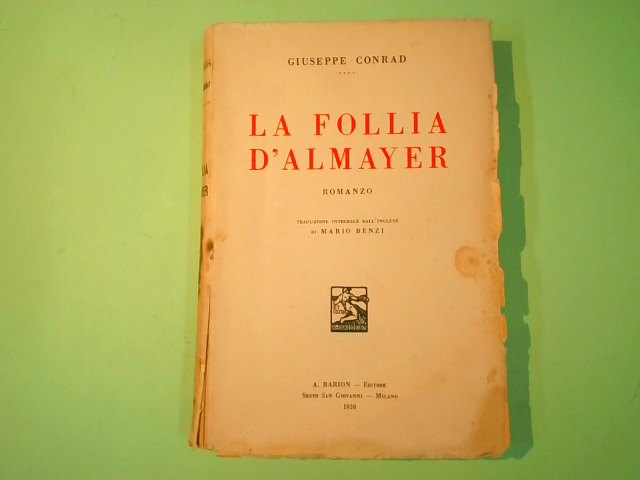 GIUSEPPE CONRAD
LA FOLLIA
D'ALMAYER
ROMANZO
TRADUZIONE INTEGRALE DALL'INGLESE
DI MARIO BENZI
A. BARION — EDITORE
SESTO SAN GIOVANNI — MILANO
1930